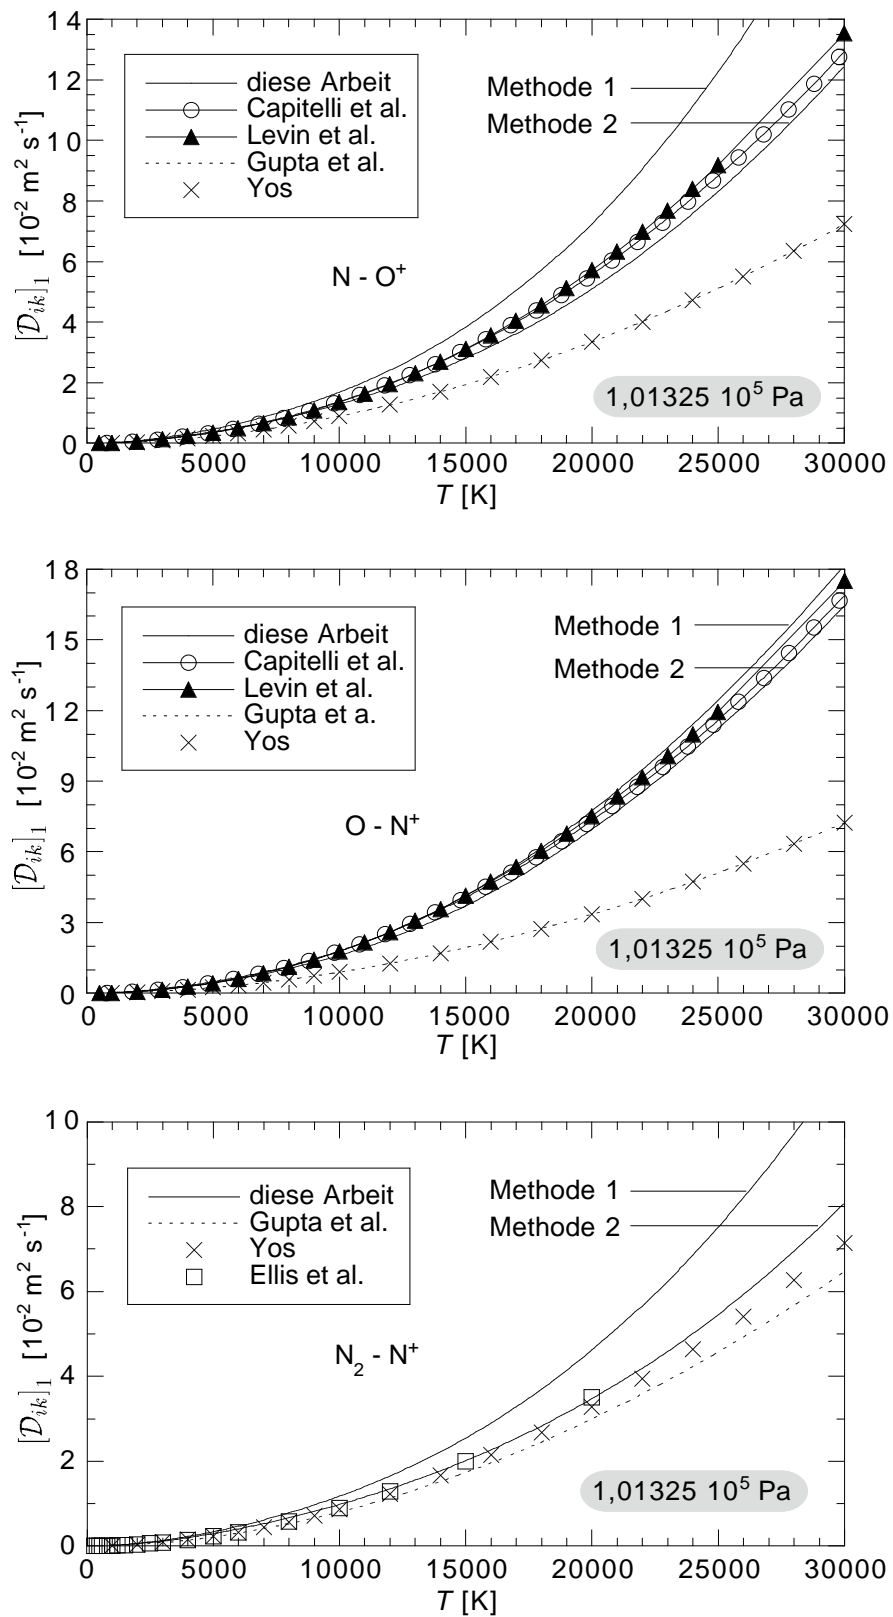 14
12
10
8
6
4
2
0
[𝒟ik]1 [10-2 m2 s-1]
diese Arbeit
Capitelli et al.
Levin et al.
Gupta et al.
Yos
Methode 1
Methode 2
N - O+
1,01325 105 Pa
0 5000 10000 15000 20000 25000 30000
T [K]
18
15
12
9
6
3
0
[𝒟ik]1 [10-2 m2 s-1]
diese Arbeit
Capitelli et al.
Levin et al.
Gupta et a.
Yos
Methode 1
Methode 2
O - N+
1,01325 105 Pa
0 5000 10000 15000 20000 25000 30000
T [K]
10
8
6
4
2
0
[𝒟ik]1 [10-2 m2 s-1]
diese Arbeit
Gupta et al.
Yos
Ellis et al.
Methode 1
Methode 2
N2 - N+
1,01325 105 Pa
0 5000 10000 15000 20000 25000 30000
T [K]